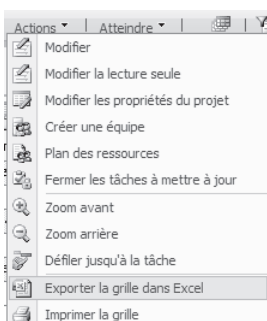 Actions Atteindre
Modifier
Modifier la lecture seule
Modifier les propriétés du projet
Créer une équipe
Plan des ressources
Fermer les tâches à mettre à jour
Zoom avant
Zoom arrière
Défiler jusqu'à la tâche
Exporter la grille dans Excel
Imprimer la grille